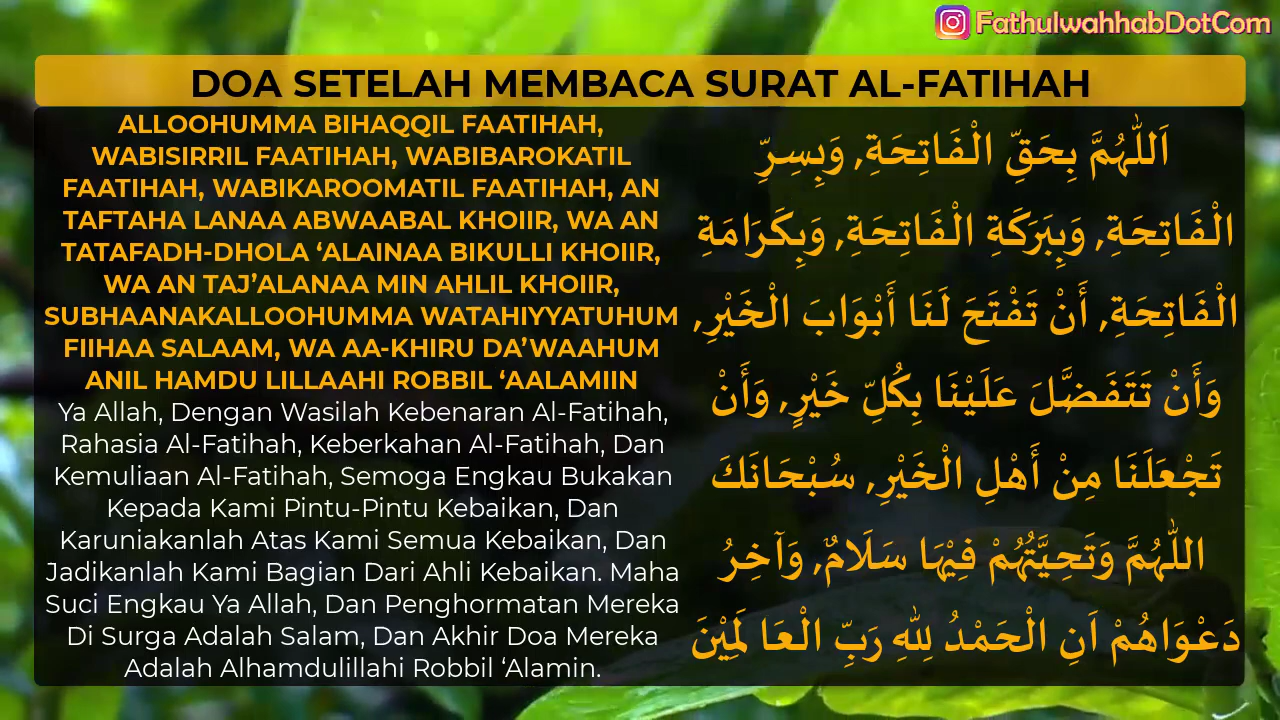 FathulwahhabDotCom
DOA SETELAH MEMBACA SURAT AL-FATIHAH
ALLOOHUMMA BIHAQQIL FAATIHAH,
WABISIRRIL FAATIHAH, WABIBAROKATIL
FAATIHAH, WABIKAROOMATIL FAATIHAH, AN
TAFTAHA LANAA ABWAABAL KHOIIR, WA AN
TATAFADH-DHOLA ‘ALAINAA BIKULLI KHOIIR,
WA AN TAJ’ALANAA MIN AHLIL KHOIIR,
SUBHAANAKALLOOHUMMA WATAHIYYATUHUM
FIIHAA SALAAM, WA AA-KHIRU DA’WAAHUM
ANIL HAMDU LILLAAHI ROBBIL ‘AALAMIIN
Ya Allah, Dengan Wasilah Kebenaran Al-Fatihah,
Rahasia Al-Fatihah, Keberkahan Al-Fatihah, Dan
Kemuliaan Al-Fatihah, Semoga Engkau Bukakan
Kepada Kami Pintu-Pintu Kebaikan, Dan
Karuniakanlah Atas Kami Semua Kebaikan, Dan
Jadikanlah Kami Bagian Dari Ahli Kebaikan. Maha
Suci Engkau Ya Allah, Dan Penghormatan Mereka
Di Surga Adalah Salam, Dan Akhir Doa Mereka
Adalah Alhamdulillahi Robbil ‘Alamin.
اَللّٰهُمَّ بِحَقِّ الْفَاتِحَةِ, وَبِسِرِّ
الْفَاتِحَةِ, وَبِبَرَكَةِ الْفَاتِحَةِ, وَبِكَرَامَةِ
الْفَاتِحَةِ, أَنْ تَفْتَحَ لَنَا أَبْوَابَ الْخَيْرِ,
وَأَنْ تَتَفَضَّلَ عَلَيْنَا بِكُلِّ خَيْرٍ, وَأَنْ
تَجْعَلَنَا مِنْ أَهْلِ الْخَيْرِ, سُبْحَانَكَ
اللّٰهُمَّ وَتَحِيَّتُهُمْ فِيْهَا سَلَامٌ, وَآخِرُ
دَعْوَاهُمْ اَنِ الْحَمْدُ لِلّٰهِ رَبِّ الْعَا لَمِيْنَ